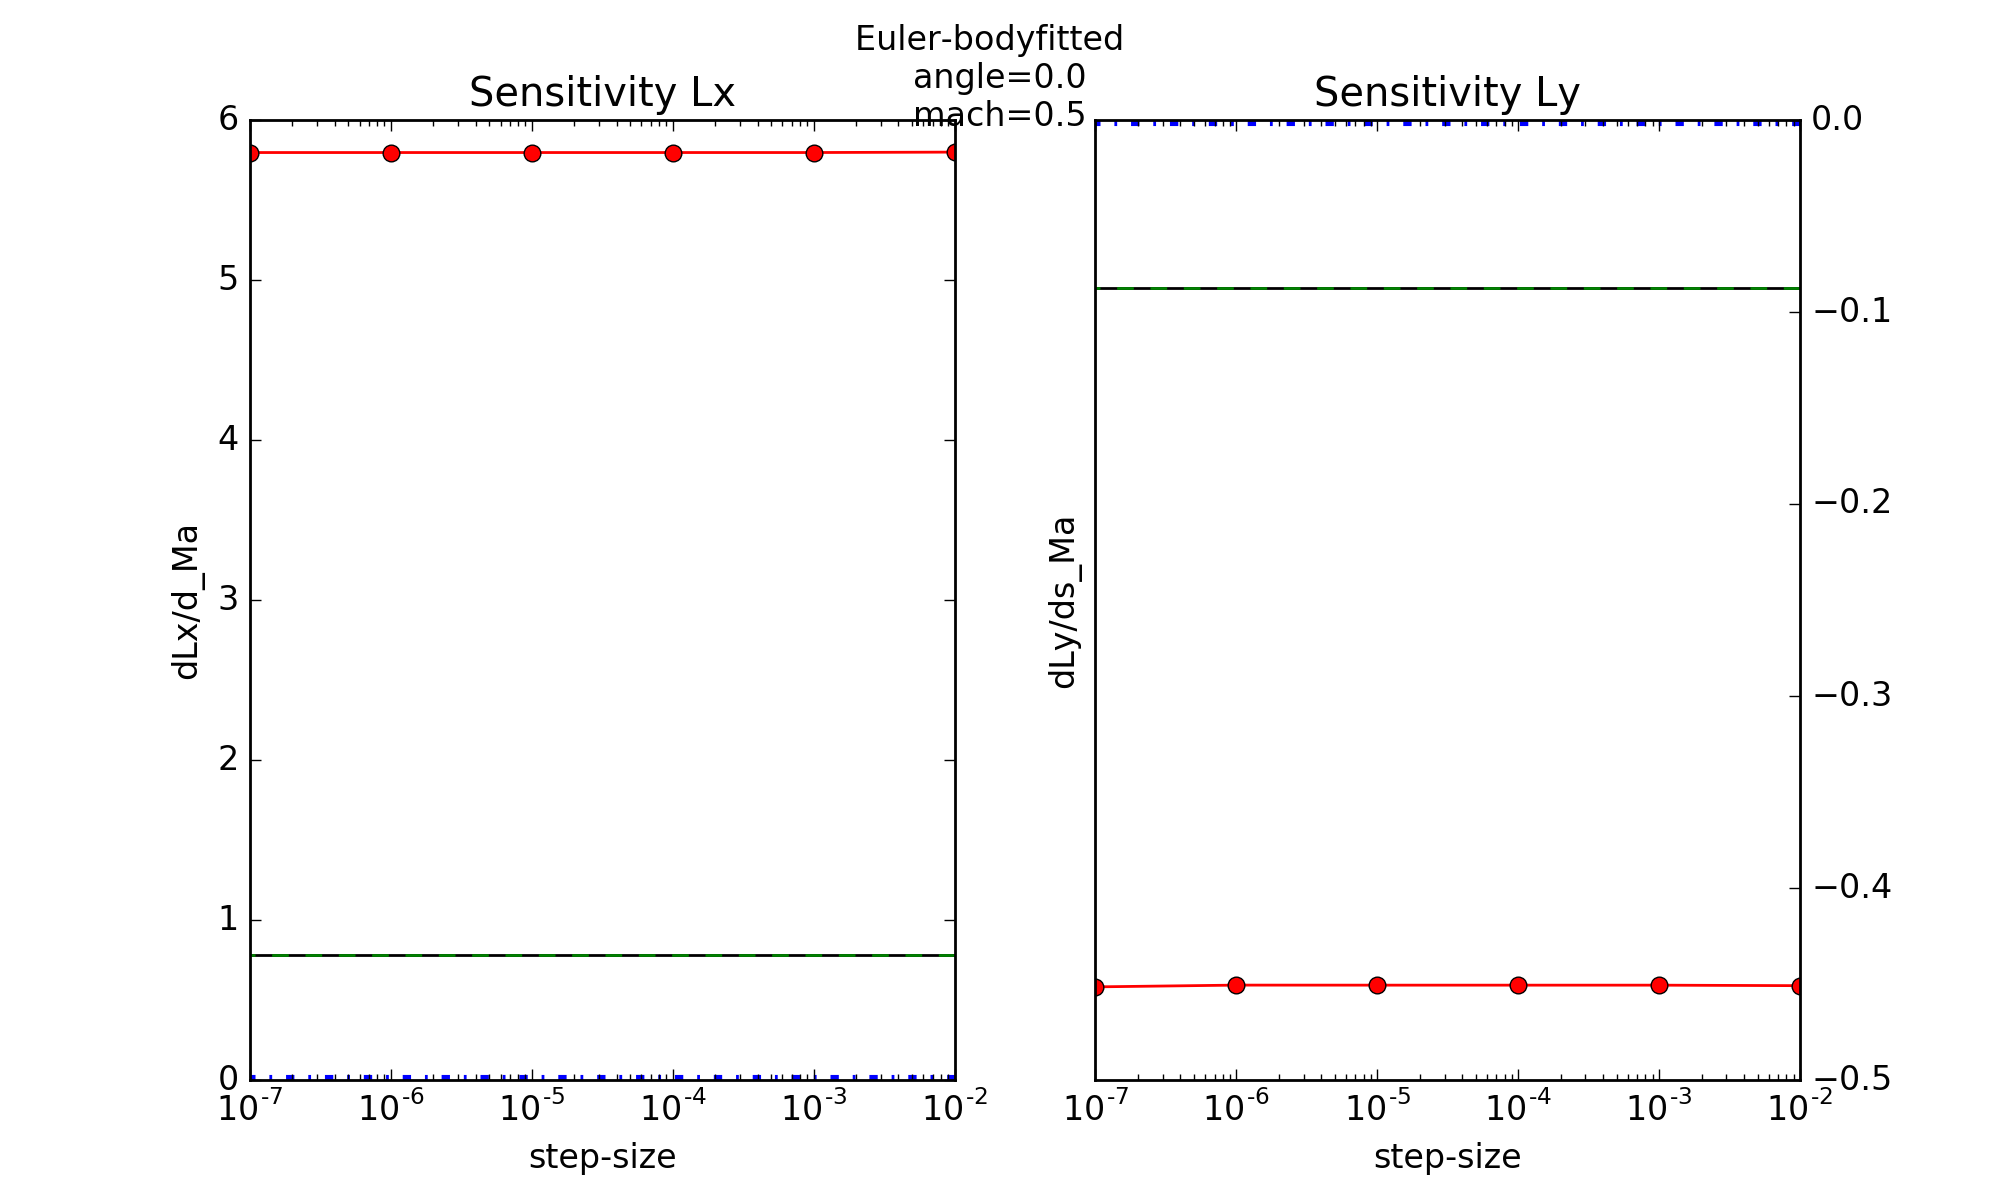 Euler-bodyfitted
angle=0.0
mach=0.5
Sensitivity Lx
6
5
4
3
2
1
0
dLx/d_Ma
10^-7 10^-6 10^-5 10^-4 10^-3 10^-2
step-size
Sensitivity Ly
0.0
−0.1
−0.2
−0.3
−0.4
−0.5
dLy/ds_Ma
10^-7 10^-6 10^-5 10^-4 10^-3 10^-2
step-size